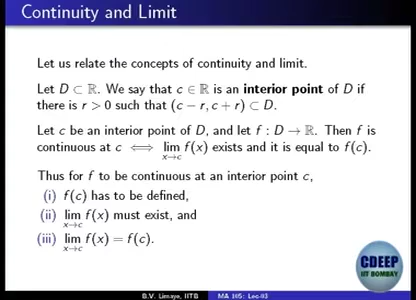 Continuity and Limit
Let us relate the concepts of continuity and limit.
Let D ⊂ ℝ. We say that c ∈ ℝ is an interior point of D if
there is r > 0 such that (c − r, c + r) ⊂ D.
Let c be an interior point of D, and let f : D → ℝ. Then f is
continuous at c ⟺ lim f(x) exists and it is equal to f(c).
x→c
Thus for f to be continuous at an interior point c,
(i) f(c) has to be defined,
(ii) lim f(x) must exist, and
x→c
(iii) lim f(x) = f(c).
x→c
CDEEP
IIT BOMBAY
B.V. Limaye, IITB MA 105: Lec-03